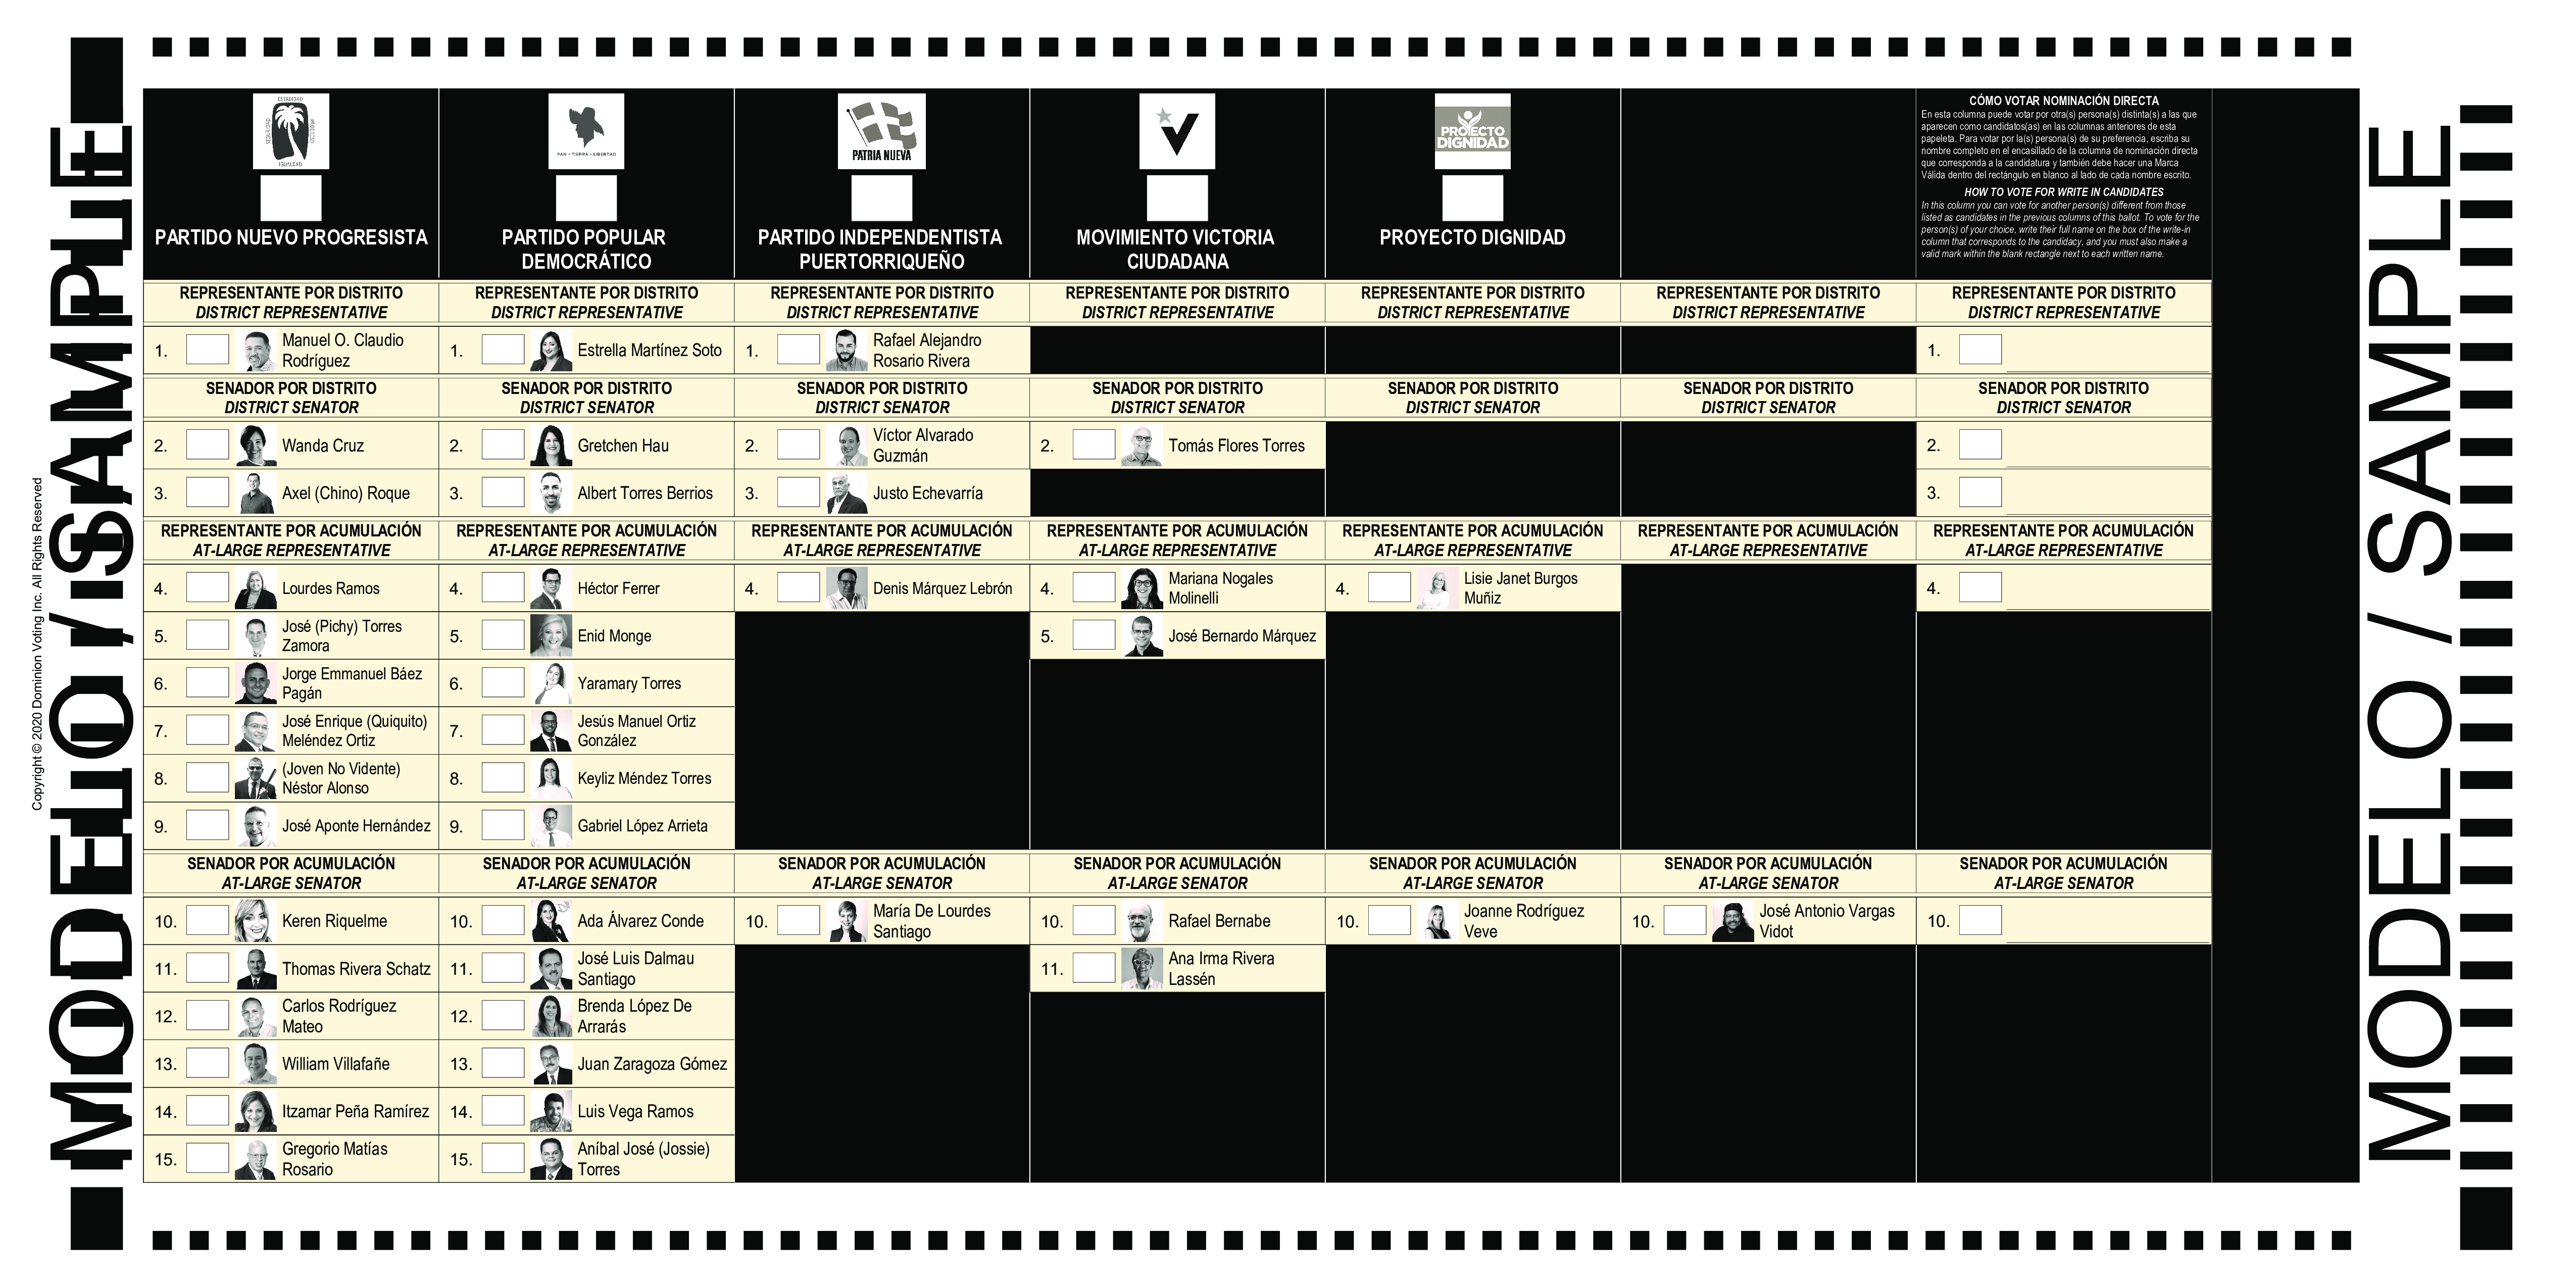 MODELO / SAMPLE
Copyright © 2020 Dominion Voting Inc. All Rights Reserved
ESTADIDAD
SEGURIDAD
PROGRESO
IGUALDAD
PARTIDO NUEVO PROGRESISTA
PAN • TIERRA • LIBERTAD
PARTIDO POPULAR
DEMOCRÁTICO
PATRIA NUEVA
PARTIDO INDEPENDENTISTA
PUERTORRIQUEÑO
MOVIMIENTO VICTORIA
CIUDADANA
PROYECTO
DIGNIDAD
PROYECTO DIGNIDAD
CÓMO VOTAR NOMINACIÓN DIRECTA
En esta columna puede votar por otra(s) persona(s) distinta(s) a las que
aparecen como candidatos(as) en las columnas anteriores de esta
papeleta. Para votar por la(s) persona(s) de su preferencia, escriba su
nombre completo en el encasillado de la columna de nominación directa
que corresponda a la candidatura y también debe hacer una Marca
Válida dentro del rectángulo en blanco al lado de cada nombre escrito.
HOW TO VOTE FOR WRITE IN CANDIDATES
In this column you can vote for another person(s) different from those
listed as candidates in the previous columns of this ballot. To vote for the
person(s) of your choice, write their full name on the box of the write-in
column that corresponds to the candidacy, and you must also make a
valid mark within the blank rectangle next to each written name.
REPRESENTANTE POR DISTRITO REPRESENTANTE POR DISTRITO REPRESENTANTE POR DISTRITO REPRESENTANTE POR DISTRITO REPRESENTANTE POR DISTRITO REPRESENTANTE POR DISTRITO REPRESENTANTE POR DISTRITO
DISTRICT REPRESENTATIVE DISTRICT REPRESENTATIVE DISTRICT REPRESENTATIVE DISTRICT REPRESENTATIVE DISTRICT REPRESENTATIVE DISTRICT REPRESENTATIVE DISTRICT REPRESENTATIVE
1. Manuel O. Claudio
Rodríguez
1. Estrella Martínez Soto
1. Rafael Alejandro
Rosario Rivera
1.
SENADOR POR DISTRITO SENADOR POR DISTRITO SENADOR POR DISTRITO SENADOR POR DISTRITO SENADOR POR DISTRITO SENADOR POR DISTRITO SENADOR POR DISTRITO
DISTRICT SENATOR DISTRICT SENATOR DISTRICT SENATOR DISTRICT SENATOR DISTRICT SENATOR DISTRICT SENATOR DISTRICT SENATOR
2. Wanda Cruz
2. Gretchen Hau
2. Víctor Alvarado
Guzmán
2. Tomás Flores Torres
2.
3. Axel (Chino) Roque
3. Albert Torres Berrios
3. Justo Echevarría
3.
REPRESENTANTE POR ACUMULACIÓN REPRESENTANTE POR ACUMULACIÓN REPRESENTANTE POR ACUMULACIÓN REPRESENTANTE POR ACUMULACIÓN REPRESENTANTE POR ACUMULACIÓN REPRESENTANTE POR ACUMULACIÓN REPRESENTANTE POR ACUMULACIÓN
AT-LARGE REPRESENTATIVE AT-LARGE REPRESENTATIVE AT-LARGE REPRESENTATIVE AT-LARGE REPRESENTATIVE AT-LARGE REPRESENTATIVE AT-LARGE REPRESENTATIVE AT-LARGE REPRESENTATIVE
4. Lourdes Ramos
4. Héctor Ferrer
4. Denis Márquez Lebrón
4. Mariana Nogales
Molinelli
4. Lisie Janet Burgos
Muñiz
4.
5. José (Pichy) Torres
Zamora
5. Enid Monge
5. José Bernardo Márquez
6. Jorge Emmanuel Báez
Pagán
6. Yaramary Torres
7. José Enrique (Quiquito)
Meléndez Ortiz
7. Jesús Manuel Ortiz
González
8. (Joven No Vidente)
Néstor Alonso
8. Keyliz Méndez Torres
9. José Aponte Hernández
9. Gabriel López Arrieta
SENADOR POR ACUMULACIÓN SENADOR POR ACUMULACIÓN SENADOR POR ACUMULACIÓN SENADOR POR ACUMULACIÓN SENADOR POR ACUMULACIÓN SENADOR POR ACUMULACIÓN SENADOR POR ACUMULACIÓN
AT-LARGE SENATOR AT-LARGE SENATOR AT-LARGE SENATOR AT-LARGE SENATOR AT-LARGE SENATOR AT-LARGE SENATOR AT-LARGE SENATOR
10. Keren Riquelme
10. Ada Álvarez Conde
10. María De Lourdes
Santiago
10. Rafael Bernabe
10. Joanne Rodríguez
Veve
10. José Antonio Vargas
Vidot
10.
11. Thomas Rivera Schatz
11. José Luis Dalmau
Santiago
11. Ana Irma Rivera
Lassén
12. Carlos Rodríguez
Mateo
12. Brenda López De
Arrarás
13. William Villafañe
13. Juan Zaragoza Gómez
14. Itzamar Peña Ramírez
14. Luis Vega Ramos
15. Gregorio Matías
Rosario
15. Aníbal José (Jossie)
Torres
MODELO / SAMPLE